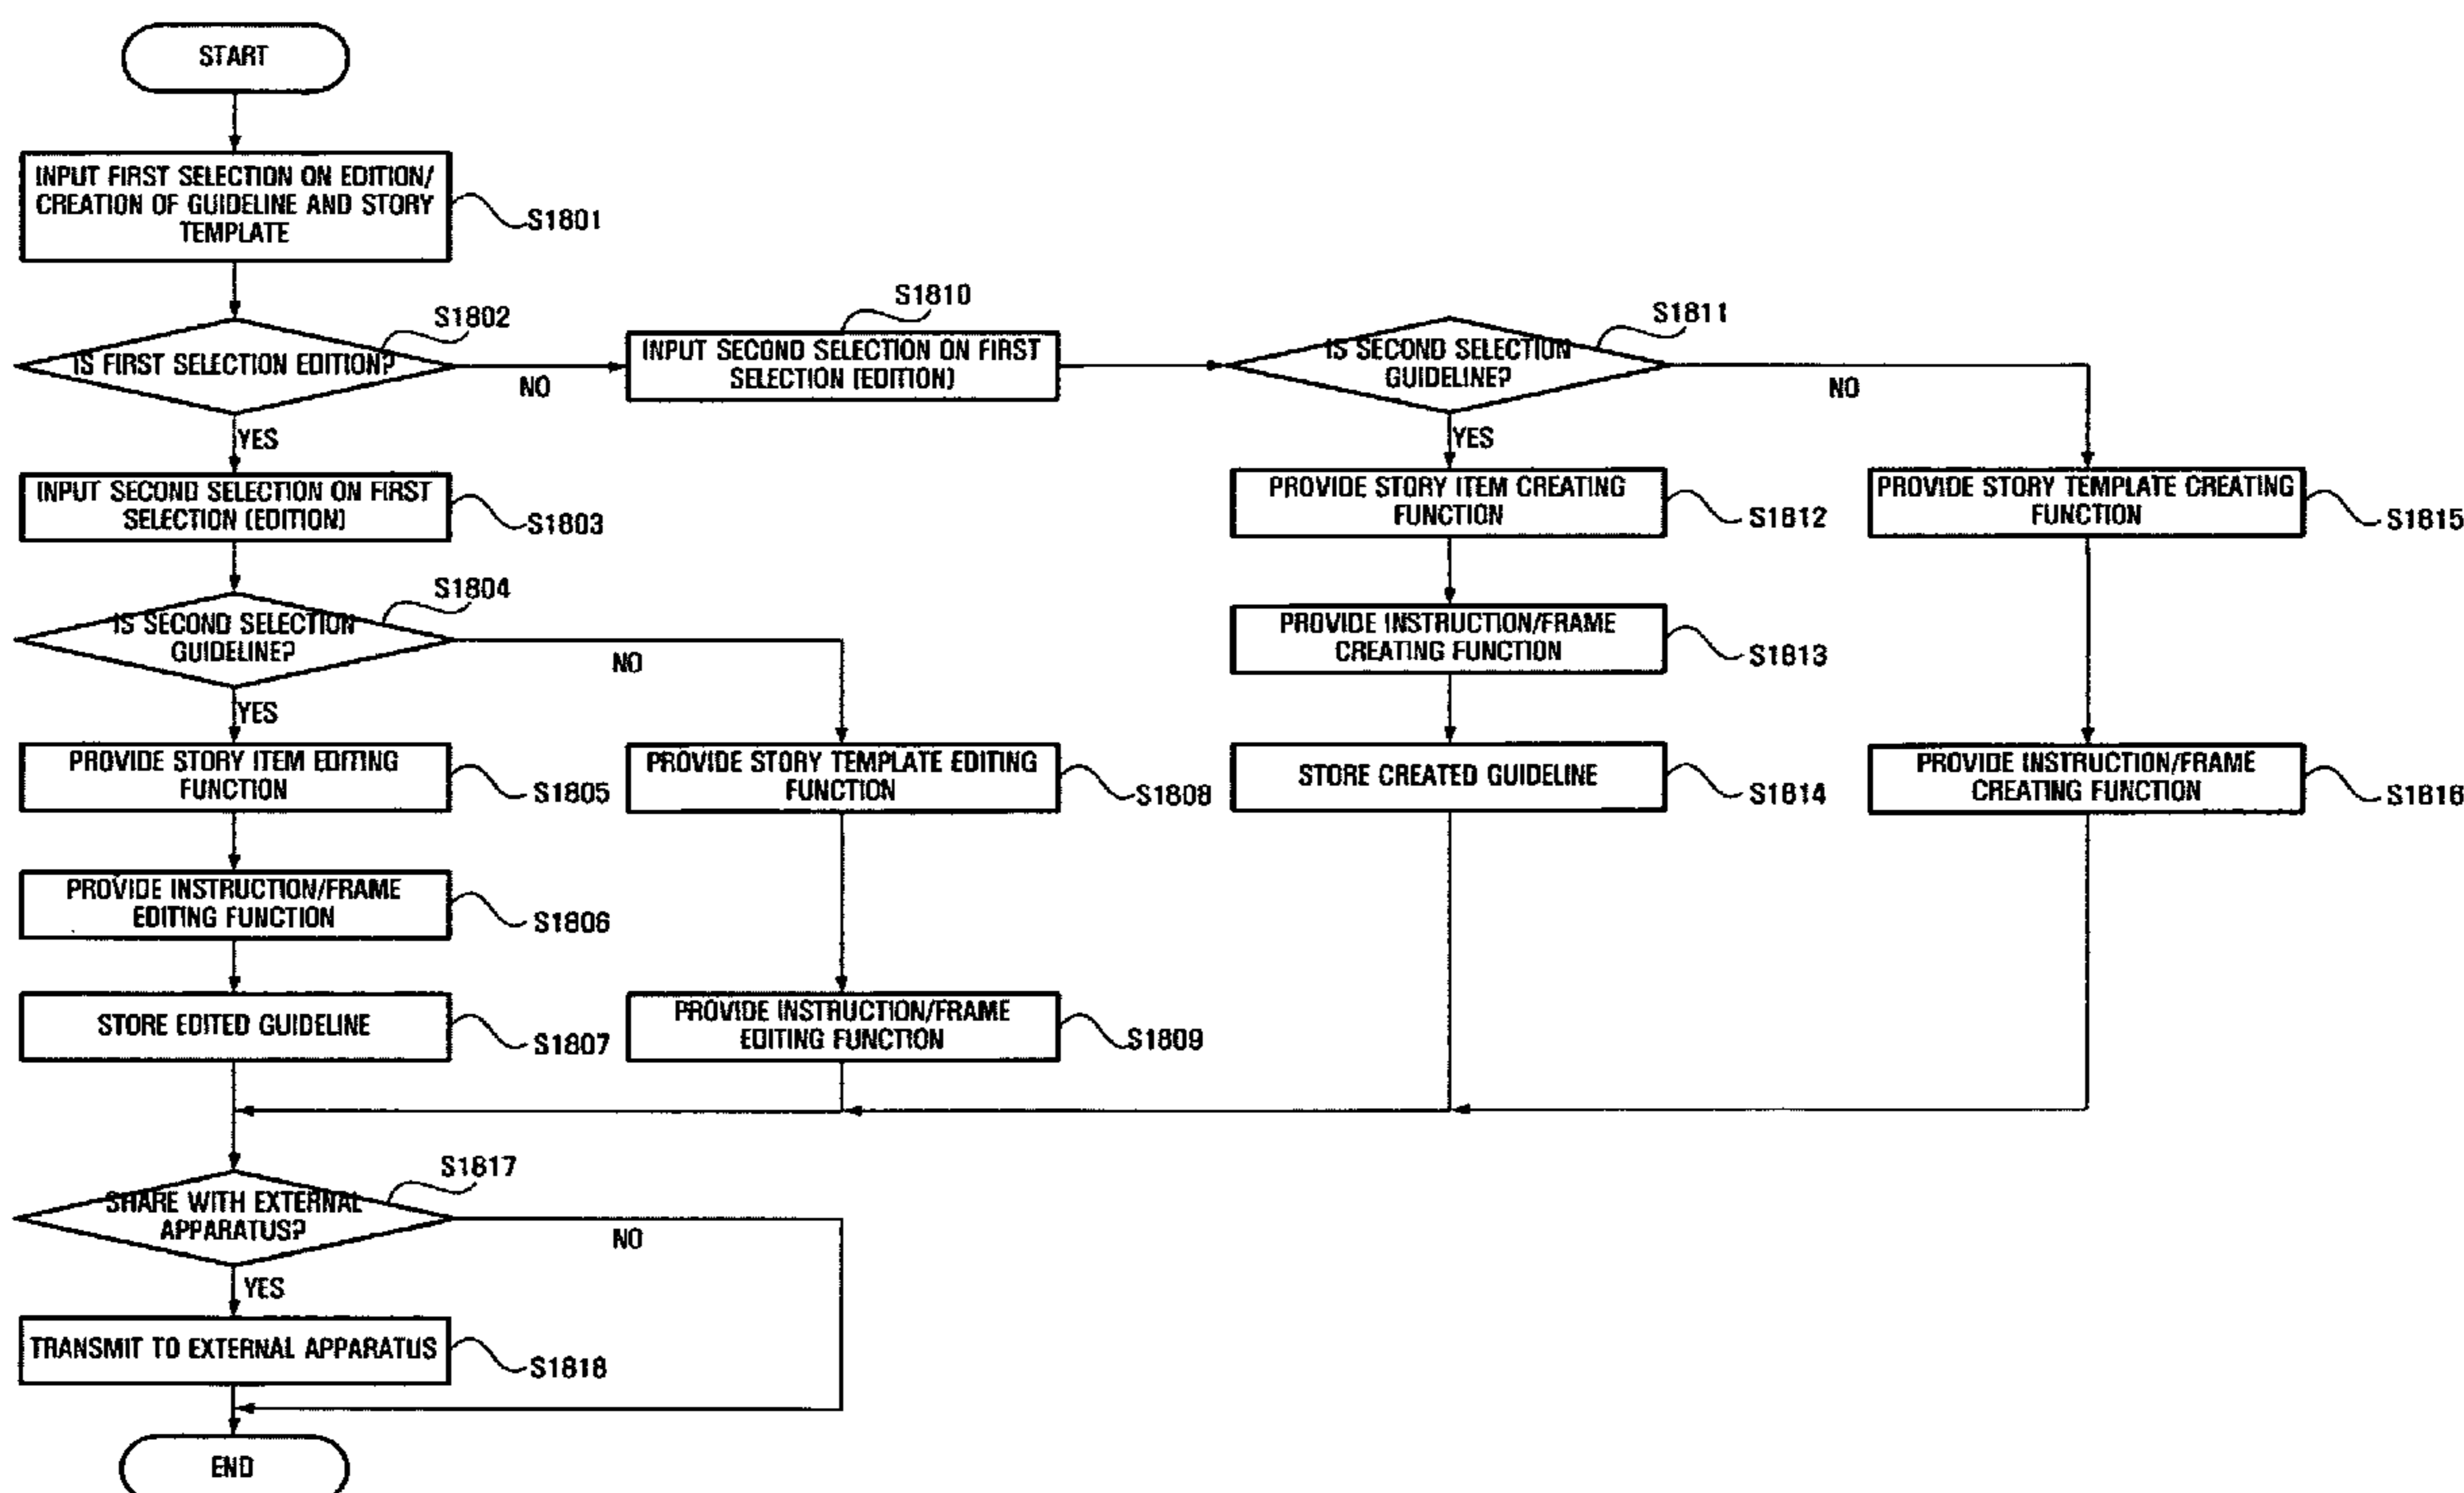 START
INPUT FIRST SELECTION ON EDITION/
CREATION OF GUIDELINE AND STORY
TEMPLATE
S1801
IS FIRST SELECTION EDITION?
S1802
NO
YES
INPUT SECOND SELECTION ON FIRST
SELECTION (EDITION)
S1810
IS SECOND SELECTION
GUIDELINE?
S1811
NO
YES
INPUT SECOND SELECTION ON FIRST
SELECTION (EDITION)
S1803
IS SECOND SELECTION
GUIDELINE?
S1804
NO
YES
PROVIDE STORY ITEM EDITING
FUNCTION
S1805
PROVIDE INSTRUCTION/FRAME
EDITING FUNCTION
S1806
STORE EDITED GUIDELINE
S1807
PROVIDE STORY TEMPLATE EDITING
FUNCTION
S1808
PROVIDE INSTRUCTION/FRAME
EDITING FUNCTION
S1809
PROVIDE STORY ITEM CREATING
FUNCTION
S1812
PROVIDE INSTRUCTION/FRAME
CREATING FUNCTION
S1813
STORE CREATED GUIDELINE
S1814
PROVIDE STORY TEMPLATE CREATING
FUNCTION
S1815
PROVIDE INSTRUCTION/FRAME
CREATING FUNCTION
S1816
SHARE WITH EXTERNAL
APPARATUS?
S1817
NO
YES
TRANSMIT TO EXTERNAL APPARATUS
S1818
END